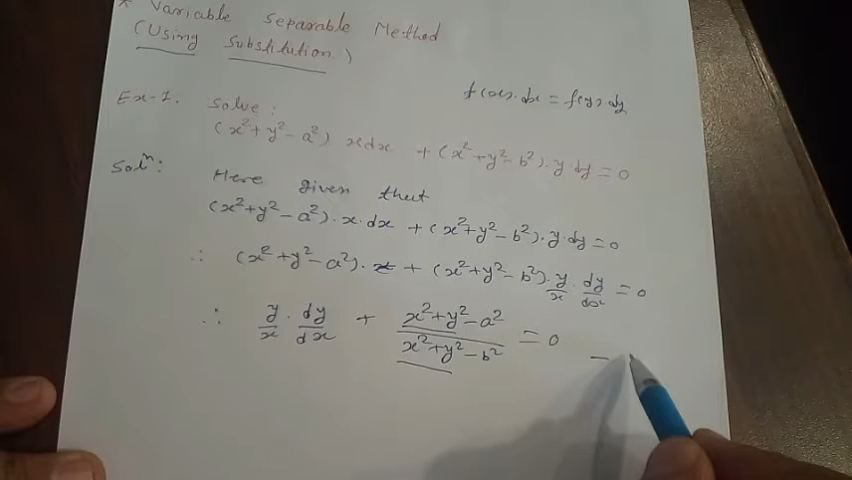 * Variable Separable Method
(Using Substitution)
f(x).dx = f(y).dy
Ex-1. Solve:
(x²+y²-a²) xdx + (x²+y²-b²).y.dy=0
Solⁿ: Here given that
(x²+y²-a²).x.dx + (x²+y²-b²).y.dy=0
∴ (x²+y²-a²). + (x²+y²-b²).y/x . dy/dx = 0
∴ y/x . dy/dx + x²+y²-a²/x²+y²-b² = 0 -